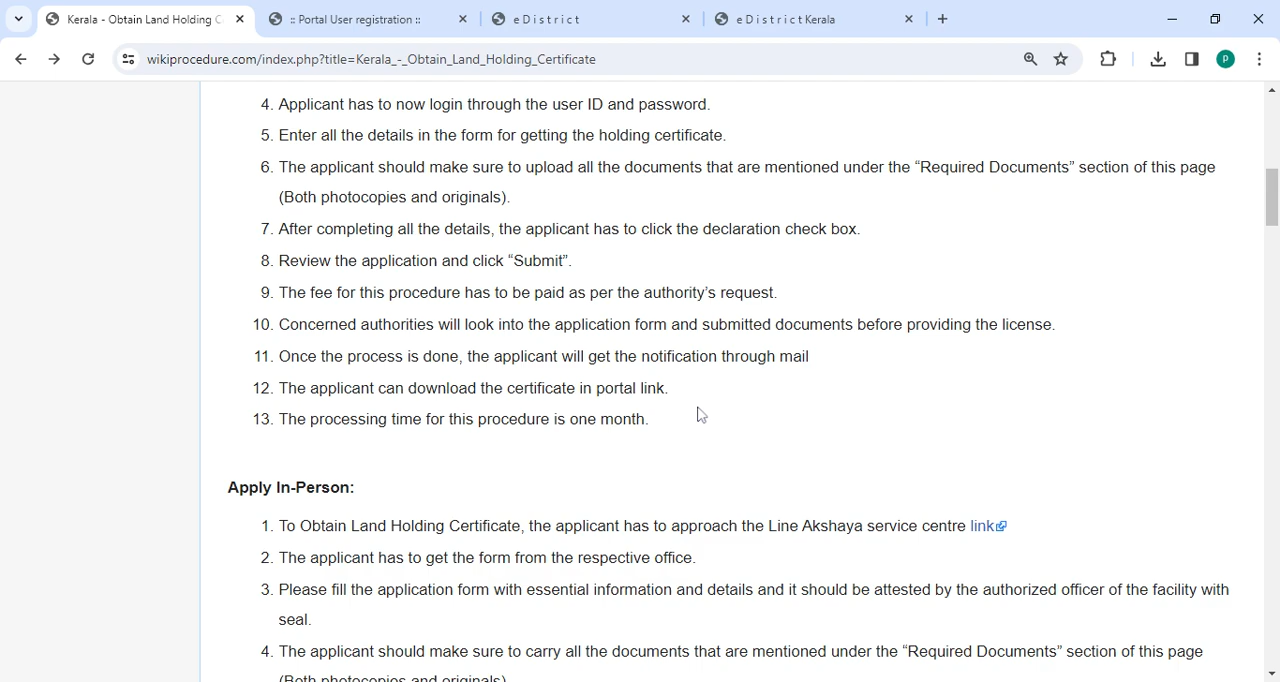 Kerala - Obtain Land Holding C
:: Portal User registration ::
e D i s t r i c t
e D i s t r i c t Kerala
wikiprocedure.com/index.php?title=Kerala_-_Obtain_Land_Holding_Certificate
P
4. Applicant has to now login through the user ID and password.
5. Enter all the details in the form for getting the holding certificate.
6. The applicant should make sure to upload all the documents that are mentioned under the “Required Documents” section of this page
(Both photocopies and originals).
7. After completing all the details, the applicant has to click the declaration check box.
8. Review the application and click “Submit”.
9. The fee for this procedure has to be paid as per the authority’s request.
10. Concerned authorities will look into the application form and submitted documents before providing the license.
11. Once the process is done, the applicant will get the notification through mail
12. The applicant can download the certificate in portal link.
13. The processing time for this procedure is one month.
Apply In-Person:
1. To Obtain Land Holding Certificate, the applicant has to approach the Line Akshaya service centre link
2. The applicant has to get the form from the respective office.
3. Please fill the application form with essential information and details and it should be attested by the authorized officer of the facility with
seal.
4. The applicant should make sure to carry all the documents that are mentioned under the “Required Documents” section of this page
(Both photocopies and originals)